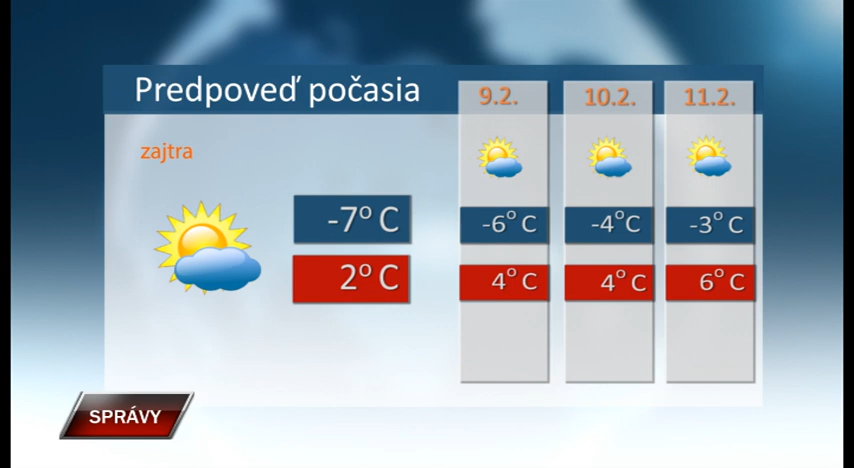 Predpoveď počasia
zajtra
-7° C
2° C
9.2.
-6° C
4° C
10.2.
-4°C
4° C
11.2.
-3° C
6° C
SPRÁVY